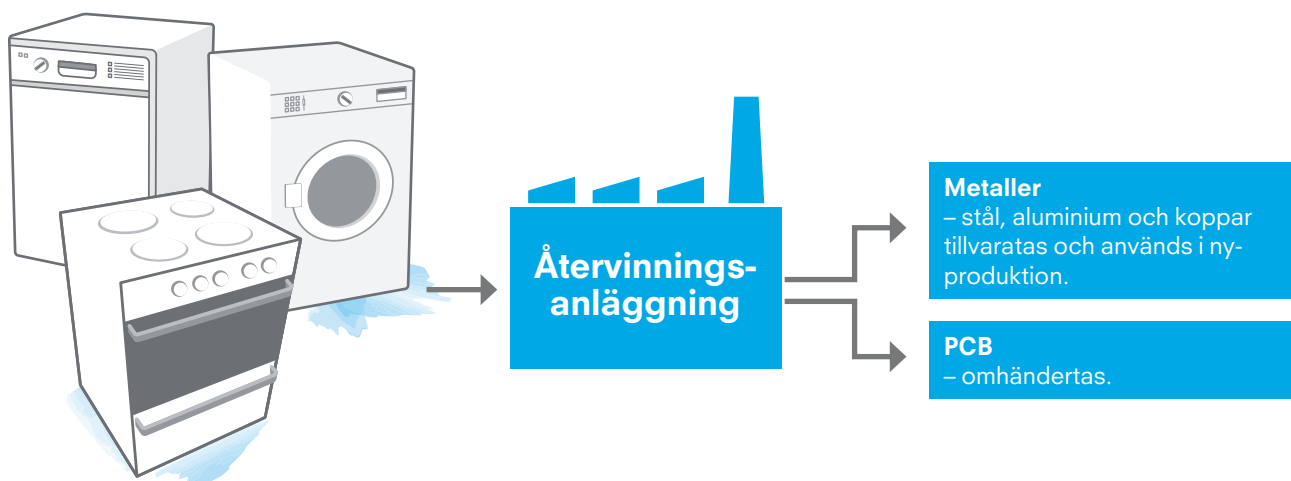 Återvinnings-
anläggning
Metaller
– stål, aluminium och koppar
tillvaratas och används i ny-
produktion.
PCB
– omhändertas.